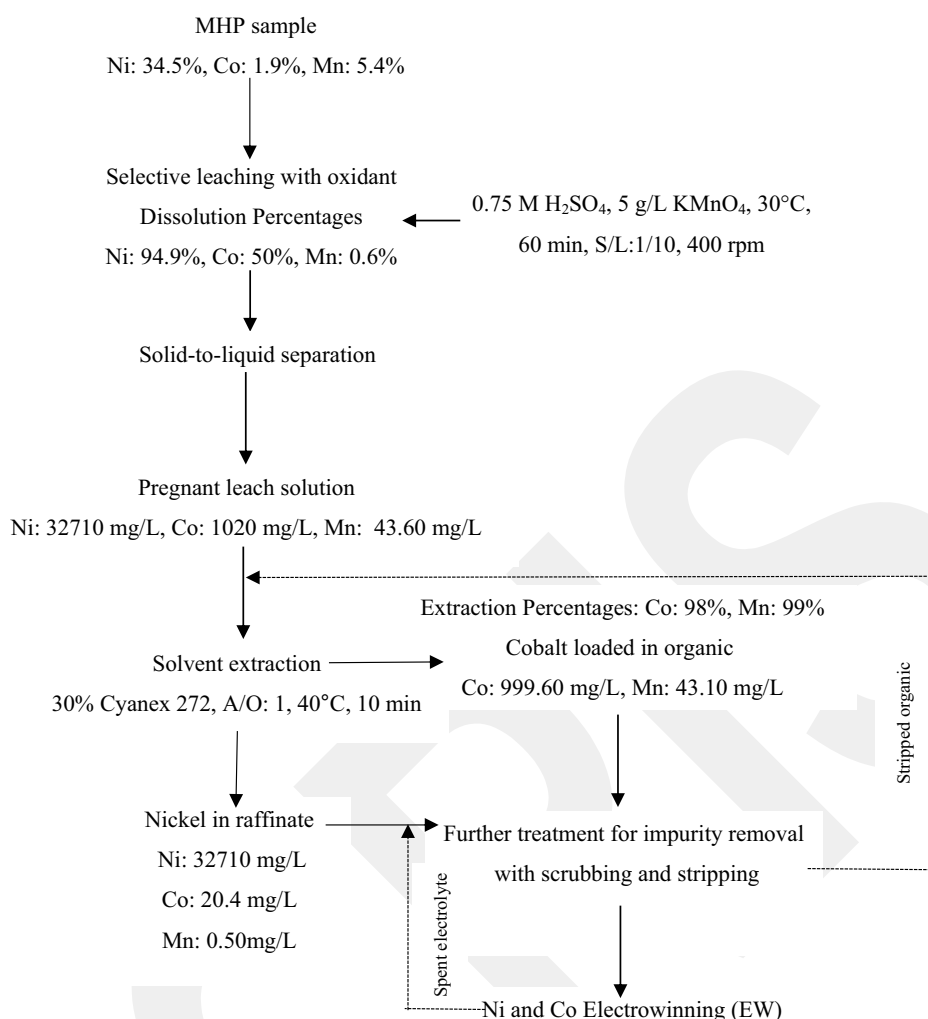 MHP sample
Ni: 34.5%, Co: 1.9%, Mn: 5.4%
Selective leaching with oxidant
Dissolution Percentages
Ni: 94.9%, Co: 50%, Mn: 0.6%
0.75 M H₂SO₄, 5 g/L KMnO₄, 30°C,
60 min, S/L:1/10, 400 rpm
Solid-to-liquid separation
Pregnant leach solution
Ni: 32710 mg/L, Co: 1020 mg/L, Mn: 43.60 mg/L
Extraction Percentages: Co: 98%, Mn: 99%
Cobalt loaded in organic
Co: 999.60 mg/L, Mn: 43.10 mg/L
Solvent extraction
30% Cyanex 272, A/O: 1, 40°C, 10 min
Stripped organic
Nickel in raffinate
Ni: 32710 mg/L
Co: 20.4 mg/L
Mn: 0.50mg/L
Further treatment for impurity removal
with scrubbing and stripping
Spent electrolyte
Ni and Co Electrowinning (EW)